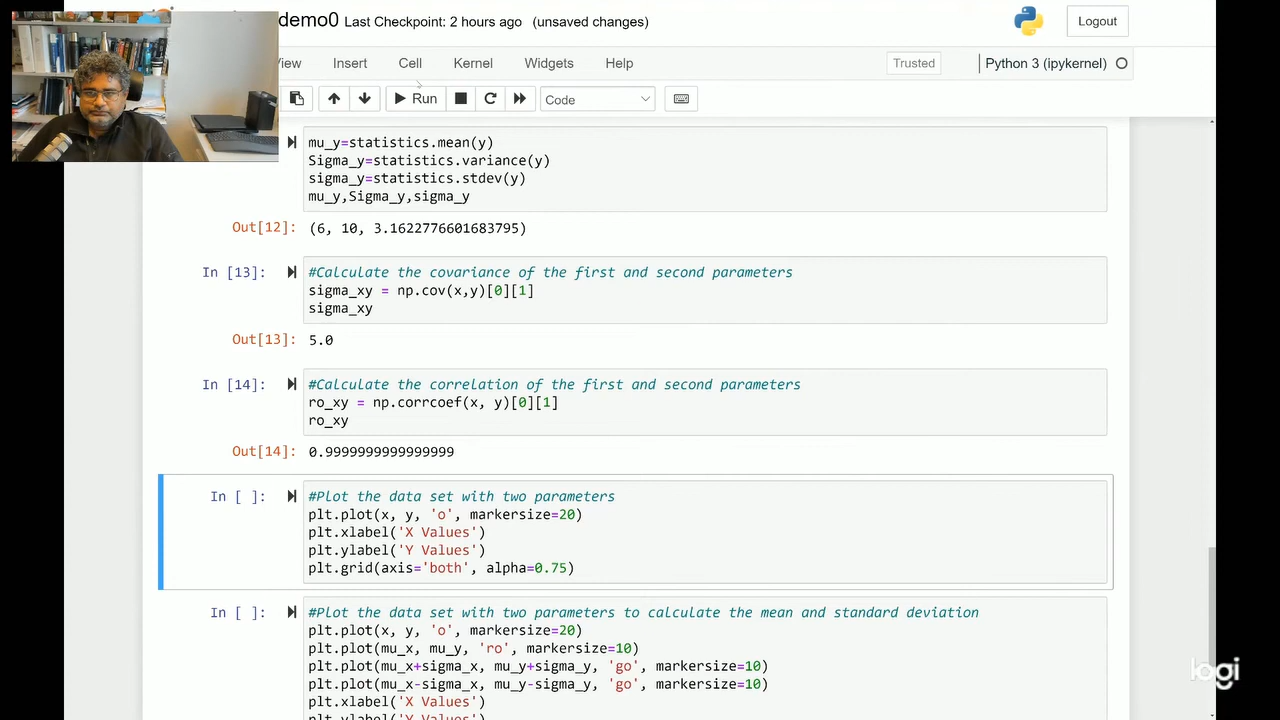 demo0 Last Checkpoint: 2 hours ago (unsaved changes)
Logout
View Insert Cell Kernel Widgets Help
Trusted
Python 3 (ipykernel)
Run
Code
mu_y=statistics.mean(y)
Sigma_y=statistics.variance(y)
sigma_y=statistics.stdev(y)
mu_y,Sigma_y,sigma_y
Out[12]: (6, 10, 3.1622776601683795)
In [13]: #Calculate the covariance of the first and second parameters
sigma_xy = np.cov(x,y)[0][1]
sigma_xy
Out[13]: 5.0
In [14]: #Calculate the correlation of the first and second parameters
ro_xy = np.corrcoef(x, y)[0][1]
ro_xy
Out[14]: 0.9999999999999999
In [ ]: #Plot the data set with two parameters
plt.plot(x, y, 'o', markersize=20)
plt.xlabel('X Values')
plt.ylabel('Y Values')
plt.grid(axis='both', alpha=0.75)
In [ ]: #Plot the data set with two parameters to calculate the mean and standard deviation
plt.plot(x, y, 'o', markersize=20)
plt.plot(mu_x, mu_y, 'ro', markersize=10)
plt.plot(mu_x+sigma_x, mu_y+sigma_y, 'go', markersize=10)
plt.plot(mu_x-sigma_x, mu_y-sigma_y, 'go', markersize=10)
plt.xlabel('X Values')
plt.ylabel('Y Values')
logi